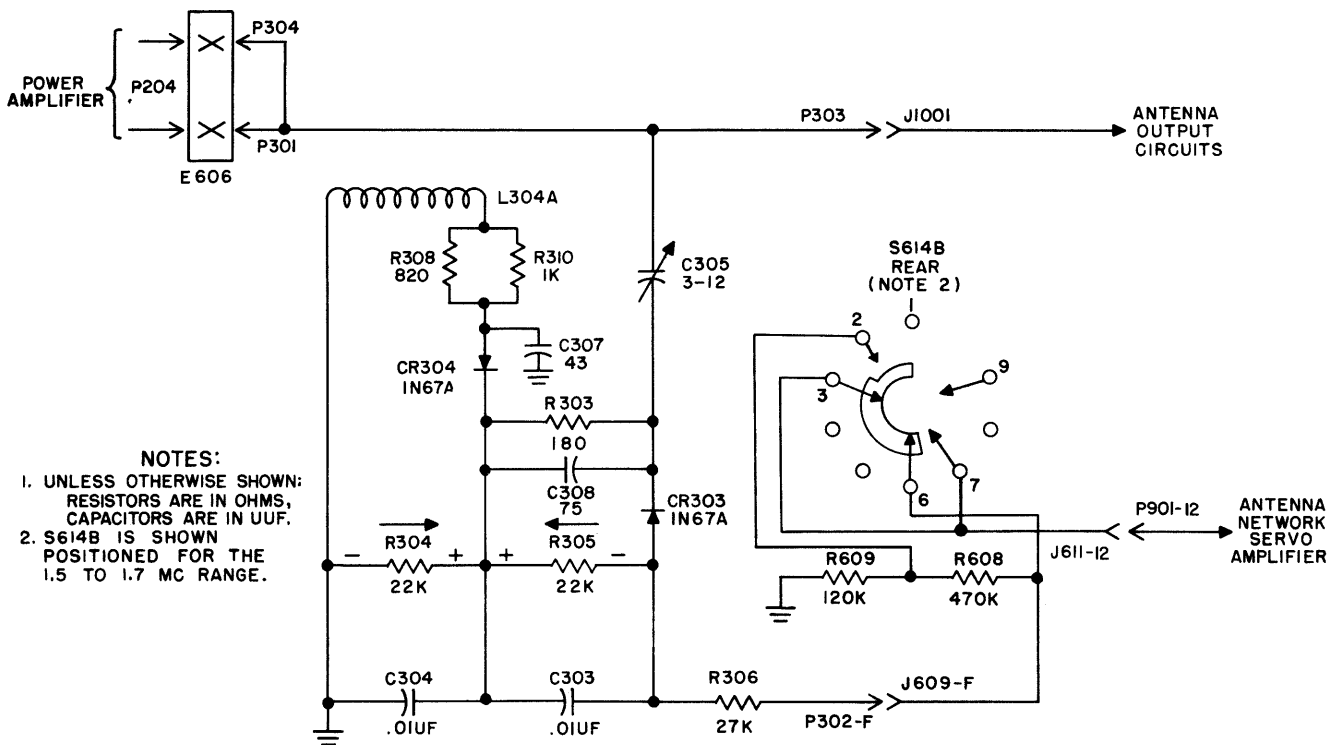 P304
POWER
AMPLIFIER
P204
P301
E606
P303
J1001
ANTENNA
OUTPUT
CIRCUITS
L304A
R308
820
R310
1K
C305
3-12
S614B
REAR
(NOTE 2)
1
2
3
9
6
7
C307
43
CR304
1N67A
R303
180
C308
75
CR303
1N67A
NOTES:
1. UNLESS OTHERWISE SHOWN:
RESISTORS ARE IN OHMS,
CAPACITORS ARE IN UUF.
2. S614B IS SHOWN
POSITIONED FOR THE
1.5 TO 1.7 MC RANGE.
- R304 +
22K
+ R305 -
22K
P901-12
J611-12
ANTENNA
NETWORK
SERVO
AMPLIFIER
R609
120K
R608
470K
C304
.01UF
C303
.01UF
R306
27K
J609-F
P302-F